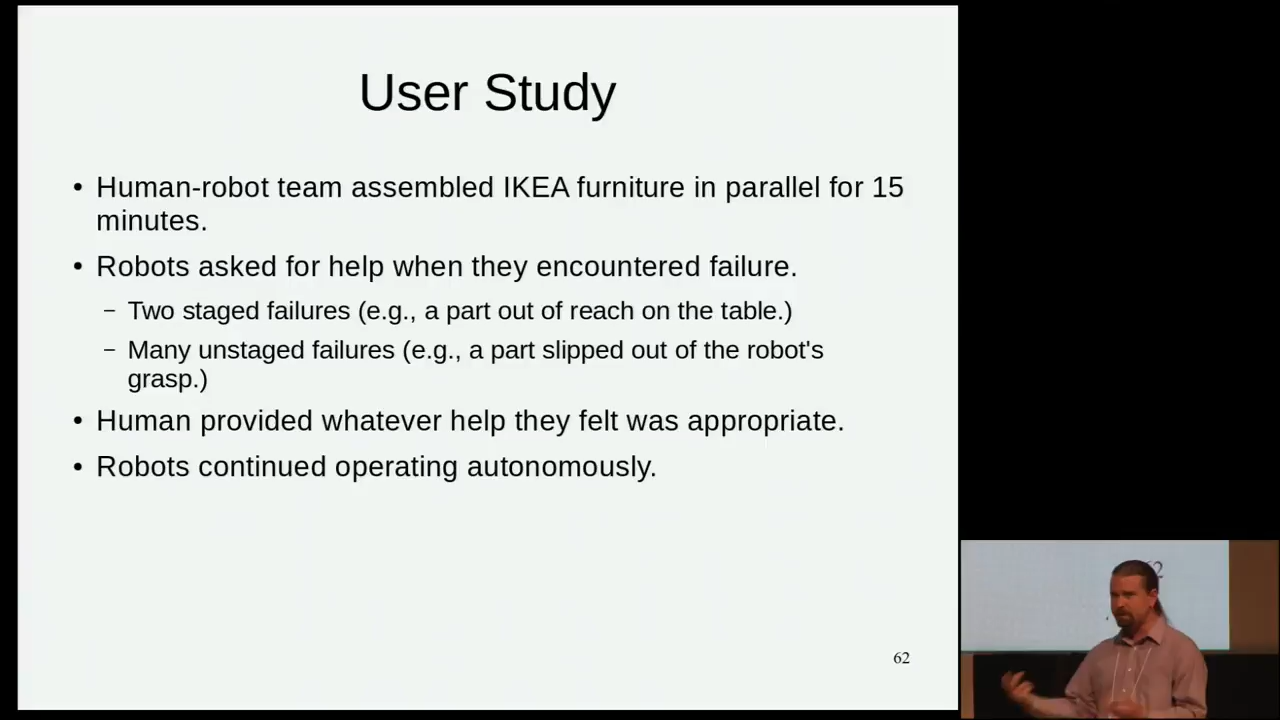 User Study
• Human-robot team assembled IKEA furniture in parallel for 15
minutes.
• Robots asked for help when they encountered failure.
– Two staged failures (e.g., a part out of reach on the table.)
– Many unstaged failures (e.g., a part slipped out of the robot's
grasp.)
• Human provided whatever help they felt was appropriate.
• Robots continued operating autonomously.
62